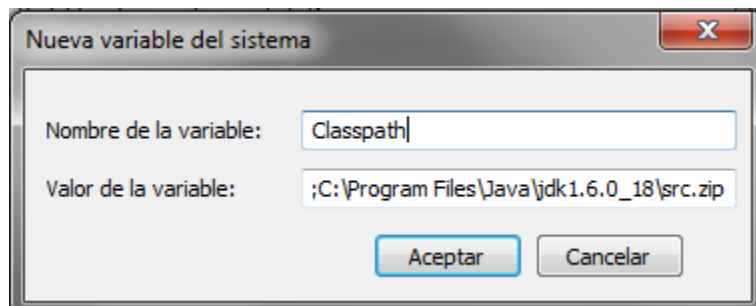 Nueva variable del sistema
Nombre de la variable: Classpath
Valor de la variable: ;C:\Program Files\Java\jdk1.6.0_18\src.zip
Aceptar Cancelar